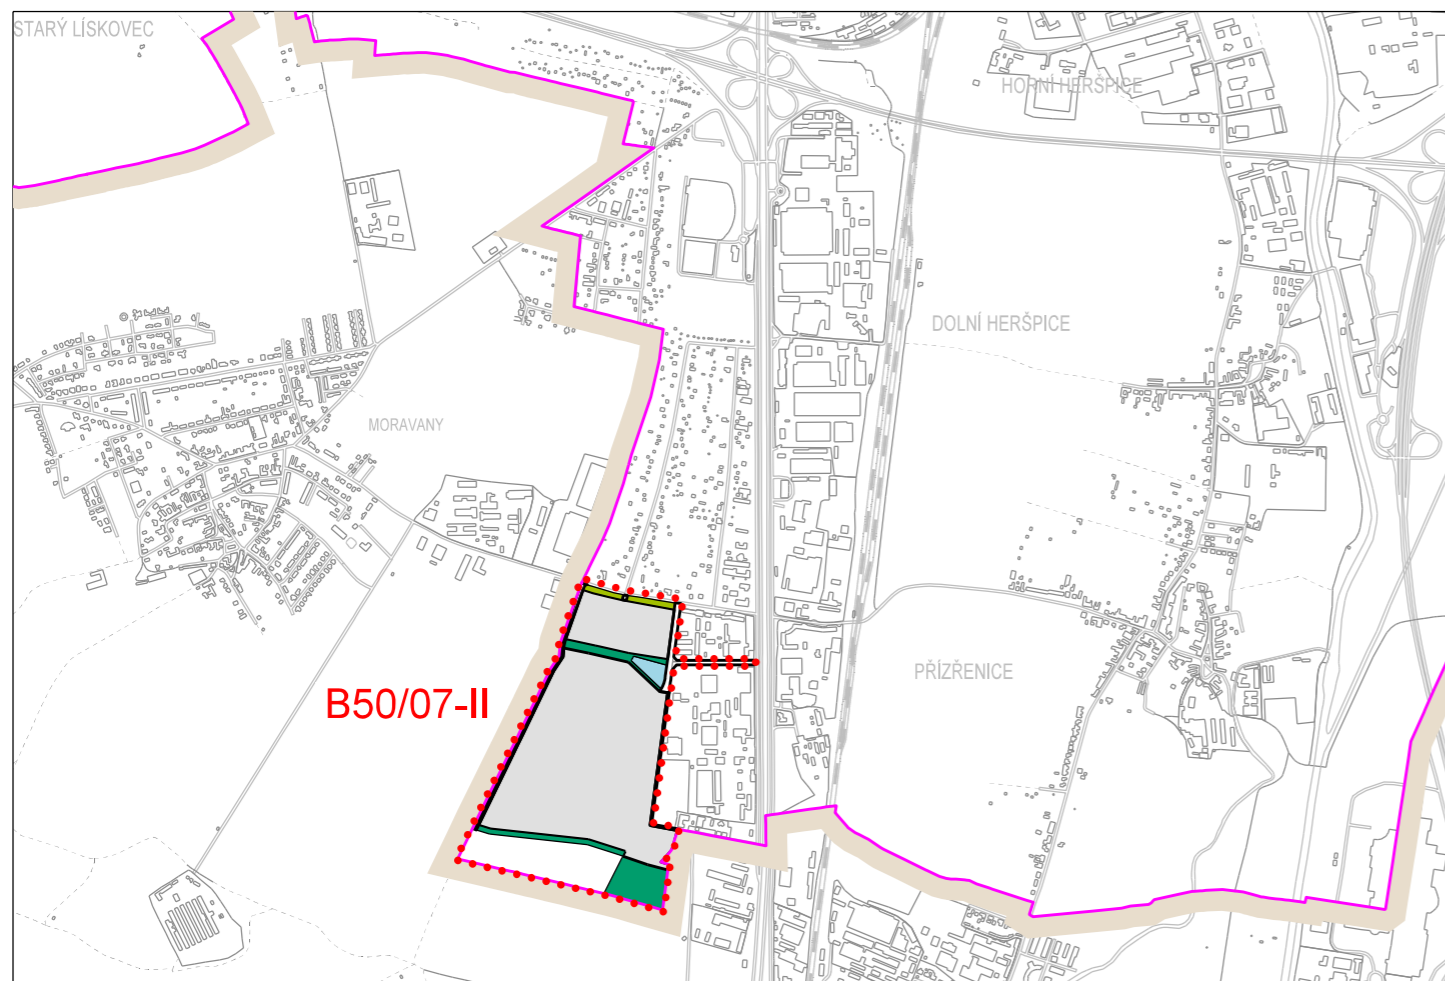 STARÝ LÍSKOVEC
HORNÍ HERŠPICE
DOLNÍ HERŠPICE
MORAVANY
PŘÍZŘENICE
B50/07-II